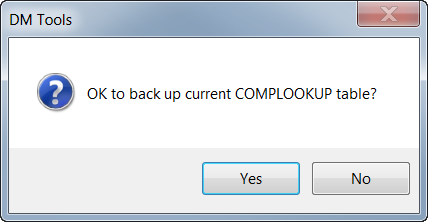 DM Tools
OK to back up current COMPLOOKUP table?
Yes
No